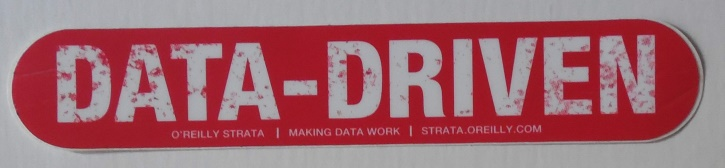 DATA-DRIVEN
O'REILLY STRATA | MAKING DATA WORK | STRATA.OREILLY.COM